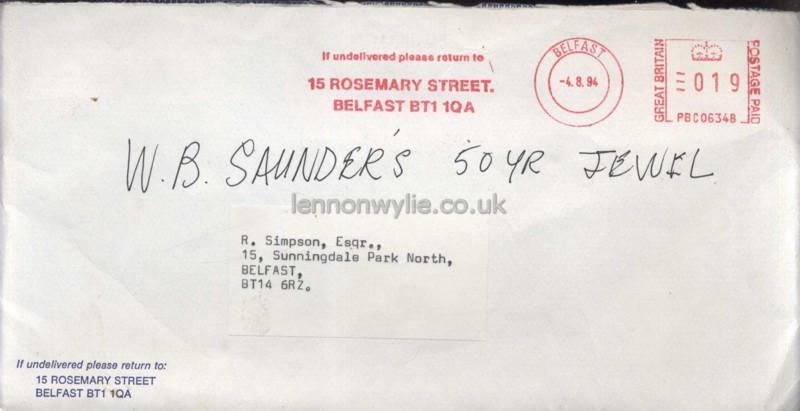 If undelivered please return to
15 ROSEMARY STREET.
BELFAST BT1 1QA
BELFAST
-4.8.94
GREAT BRITAIN
019
POSTAGE PAID
PBC06348
W.B. SAUNDER'S 50 YR JEWEL
lennonwylie.co.uk
R. Simpson, Esqr.,
15, Sunningdale Park North,
BELFAST,
BT14 6RZ.
If undelivered please return to:
15 ROSEMARY STREET
BELFAST BT1 1QA